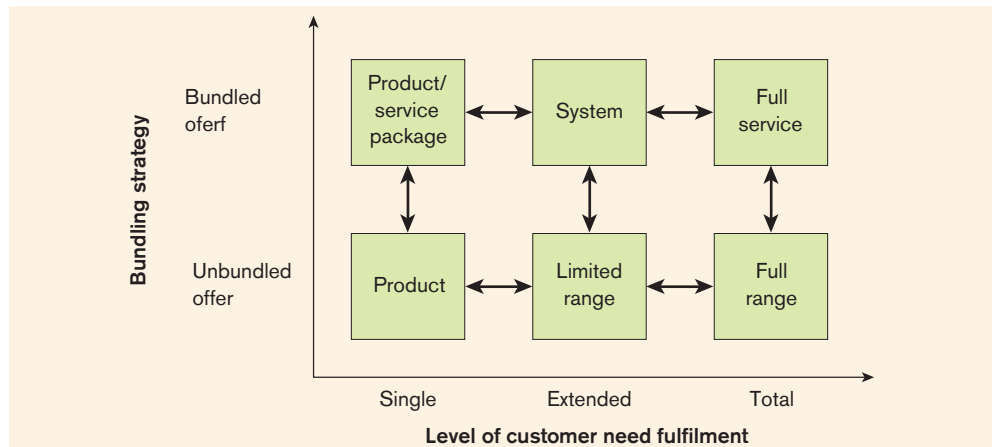 Bundling strategy
Bundled
oferf
Product/
service
package
System
Full
service
Unbundled
offer
Product
Limited
range
Full
range
Single
Extended
Total
Level of customer need fulfilment